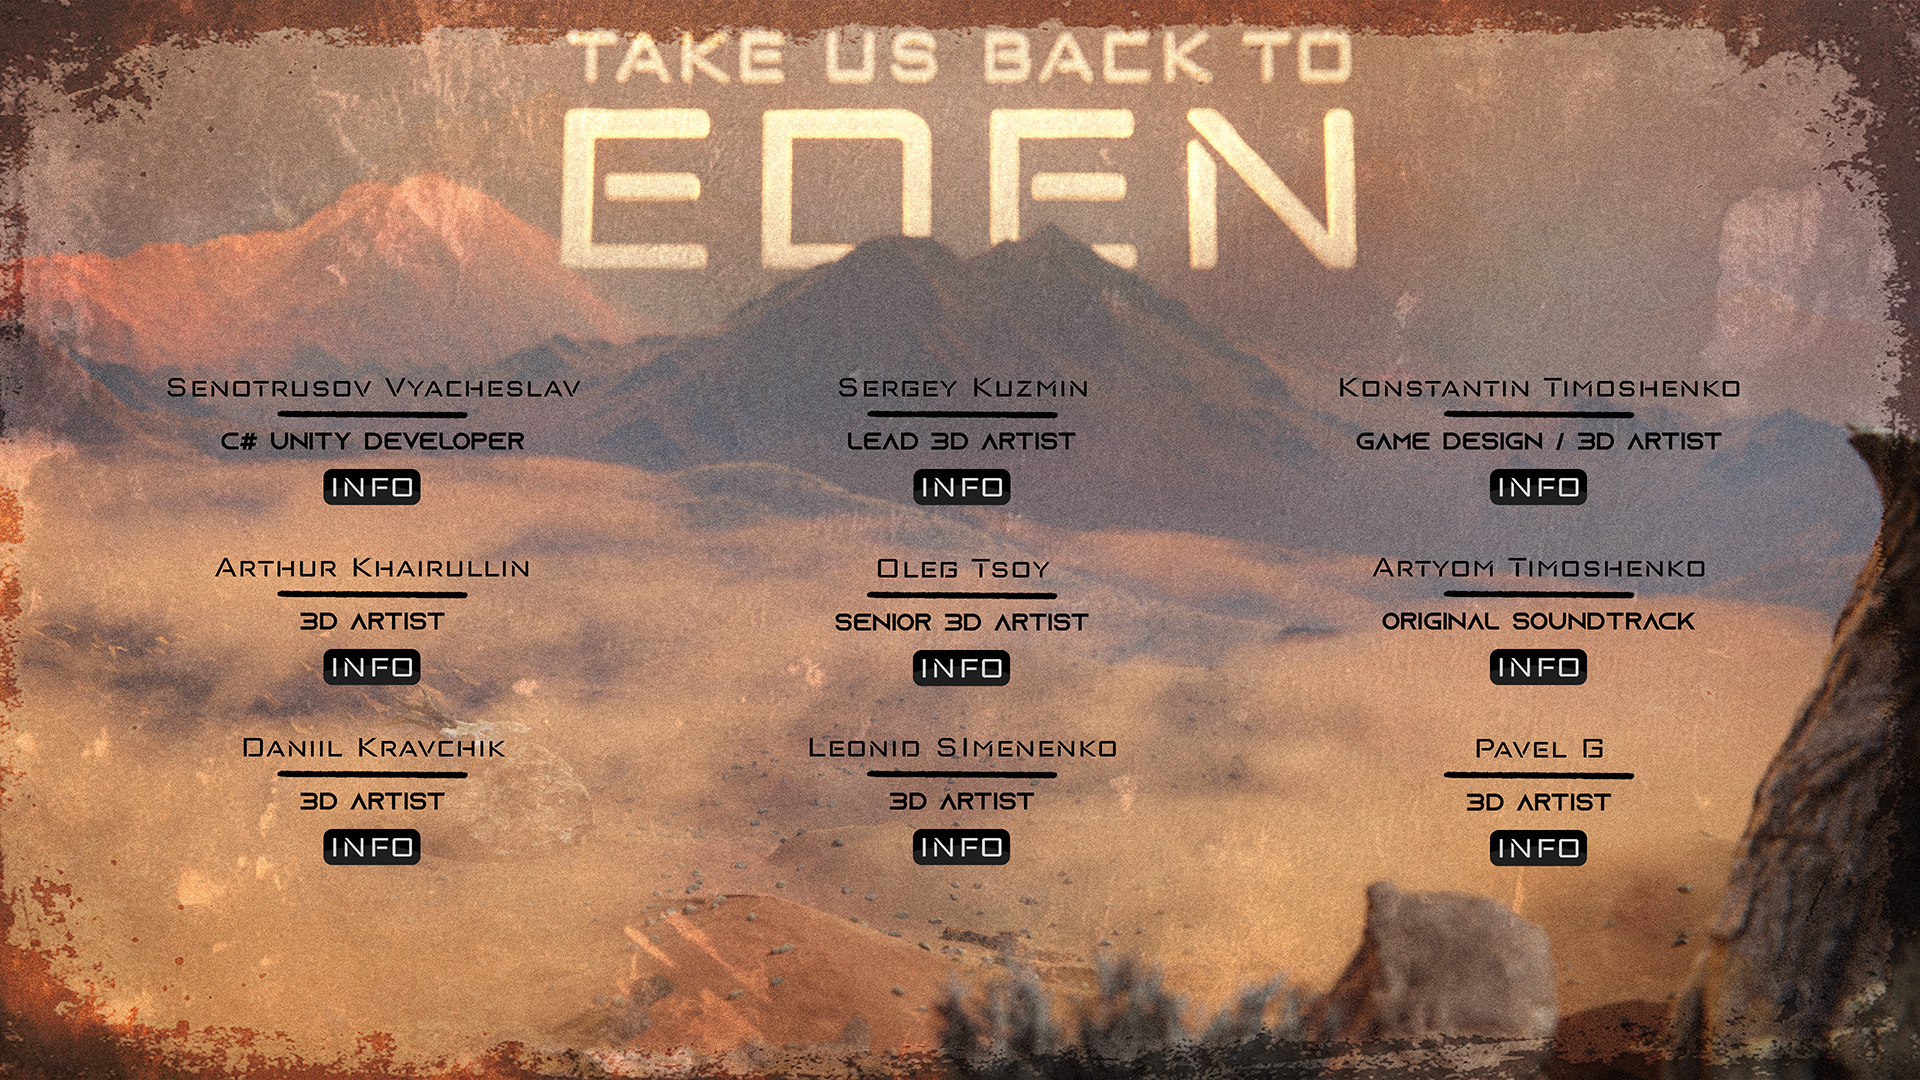 TAKE US BACK TO
EDEN
SENOTRUSOV VYACHESLAV
C# UNITY DEVELOPER
INFO
SERGEY KUZMIN
LEAD 3D ARTIST
INFO
KONSTANTIN TIMOSHENKO
GAME DESIGN / 3D ARTIST
INFO
ARTHUR KHAIRULLIN
3D ARTIST
INFO
OLEG TSOY
SENIOR 3D ARTIST
INFO
ARTYOM TIMOSHENKO
ORIGINAL SOUNDTRACK
INFO
DANIIL KRAVCHIK
3D ARTIST
INFO
LEONID SIMENENKO
3D ARTIST
INFO
PAVEL G
3D ARTIST
INFO